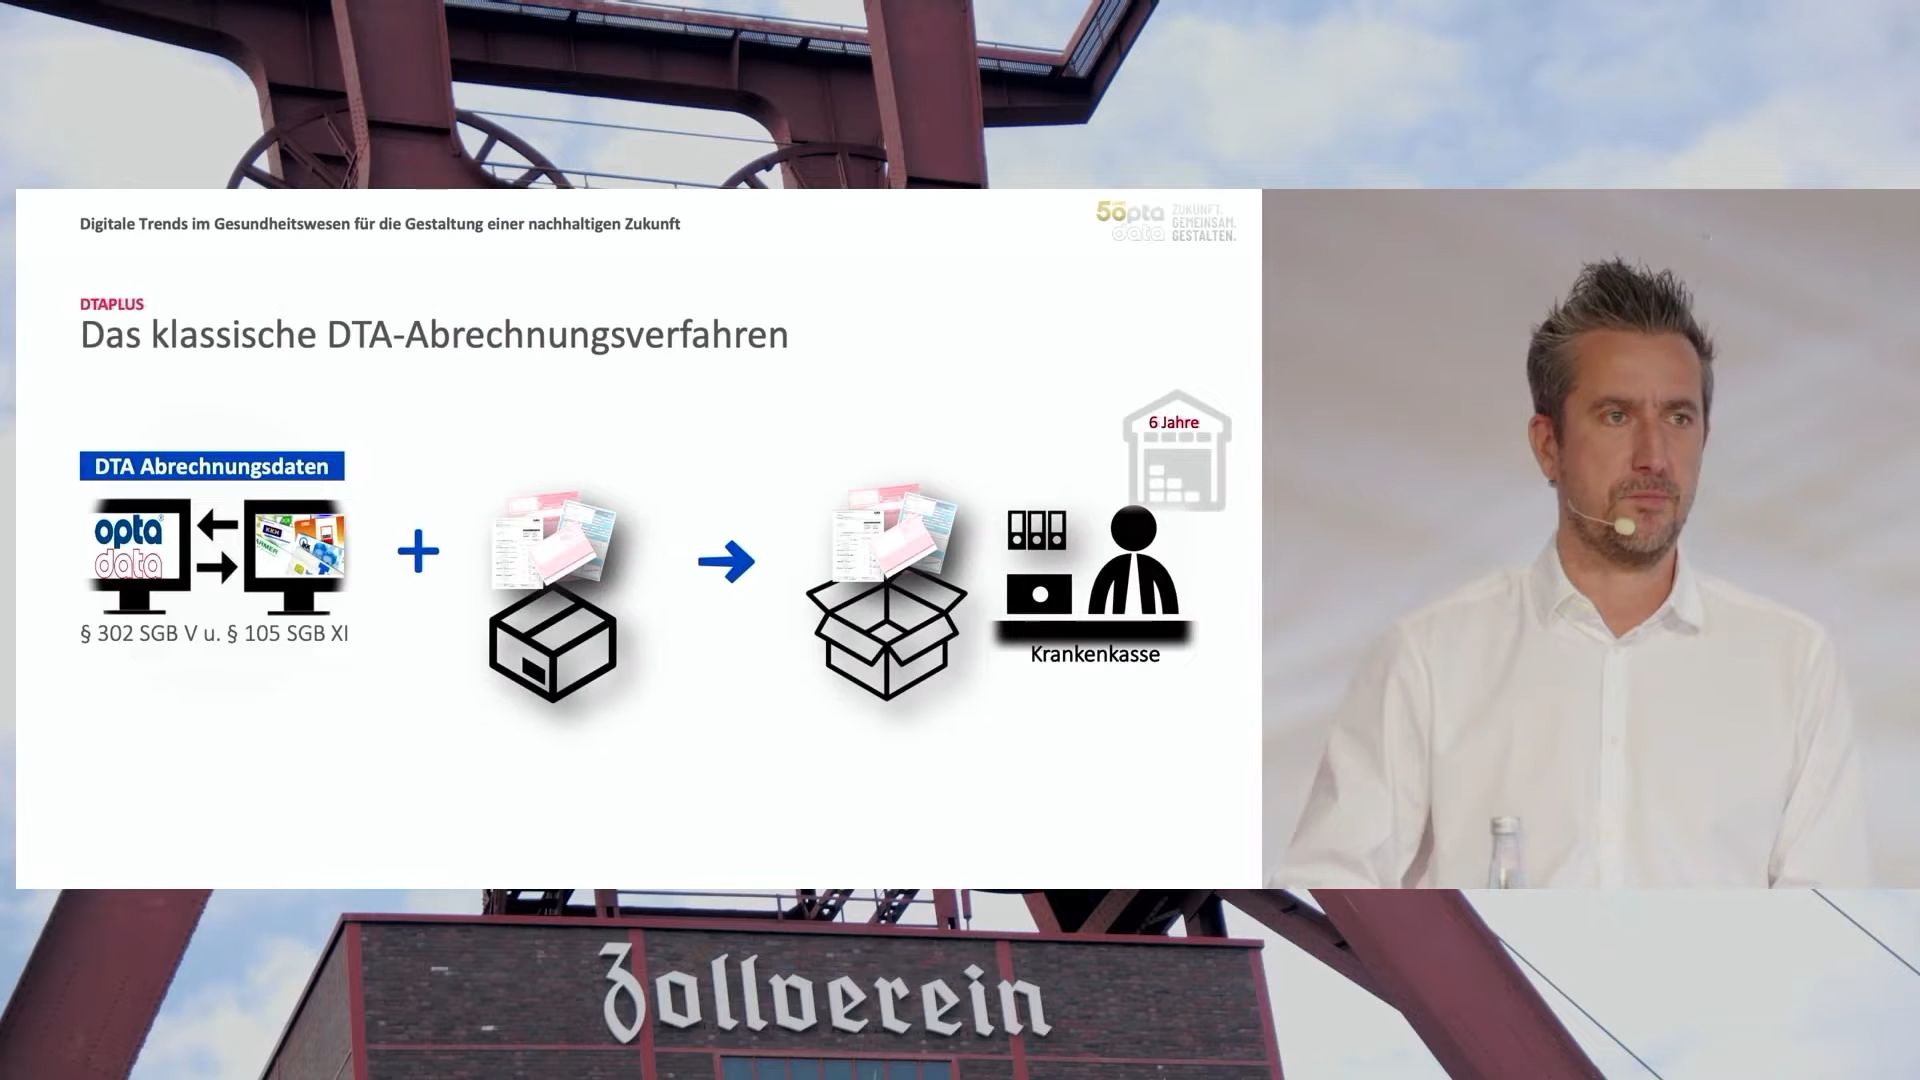 Digitale Trends im Gesundheitswesen für die Gestaltung einer nachhaltigen Zukunft
50 opta data
ZUKUNFT.
GEMEINSAM.
GESTALTEN.
DTAPLUS
Das klassische DTA-Abrechnungsverfahren
6 Jahre
DTA Abrechnungsdaten
opta
data
KKH
§ 302 SGB V u. § 105 SGB XI
Krankenkasse
Zollverein